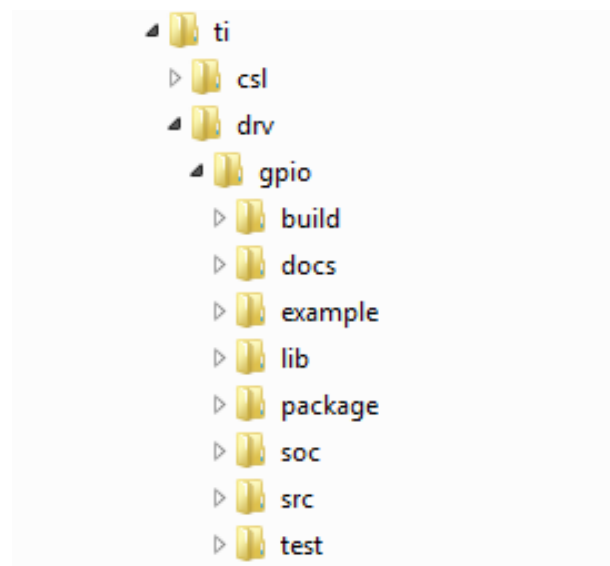 ti
csl
drv
gpio
build
docs
example
lib
package
soc
src
test